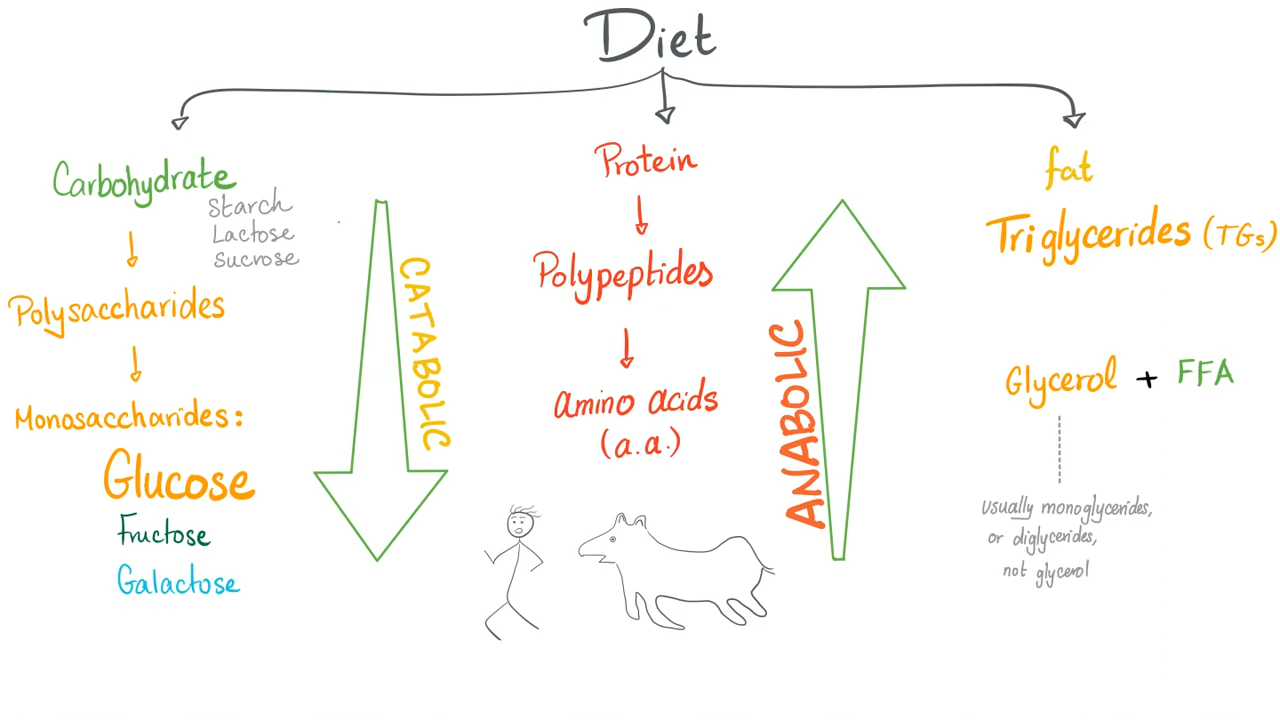 Diet
Carbohydrate
Starch
Lactose
Sucrose
Polysaccharides
Monosaccharides:
Glucose
Fructose
Galactose
CATABOLIC
Protein
Polypeptides
Amino acids
(a.a.)
ANABOLIC
fat
Triglycerides (TGs)
Glycerol + FFA
usually monoglycerides,
or diglycerides,
not glycerol